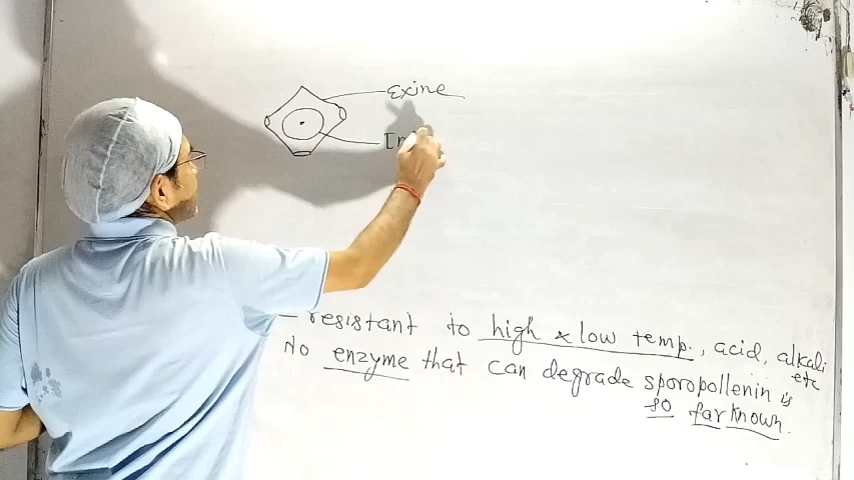 Exine
resistant to high & low temp., acid, alkali
etc
No enzyme that can degrade sporopollenin is
so far known.